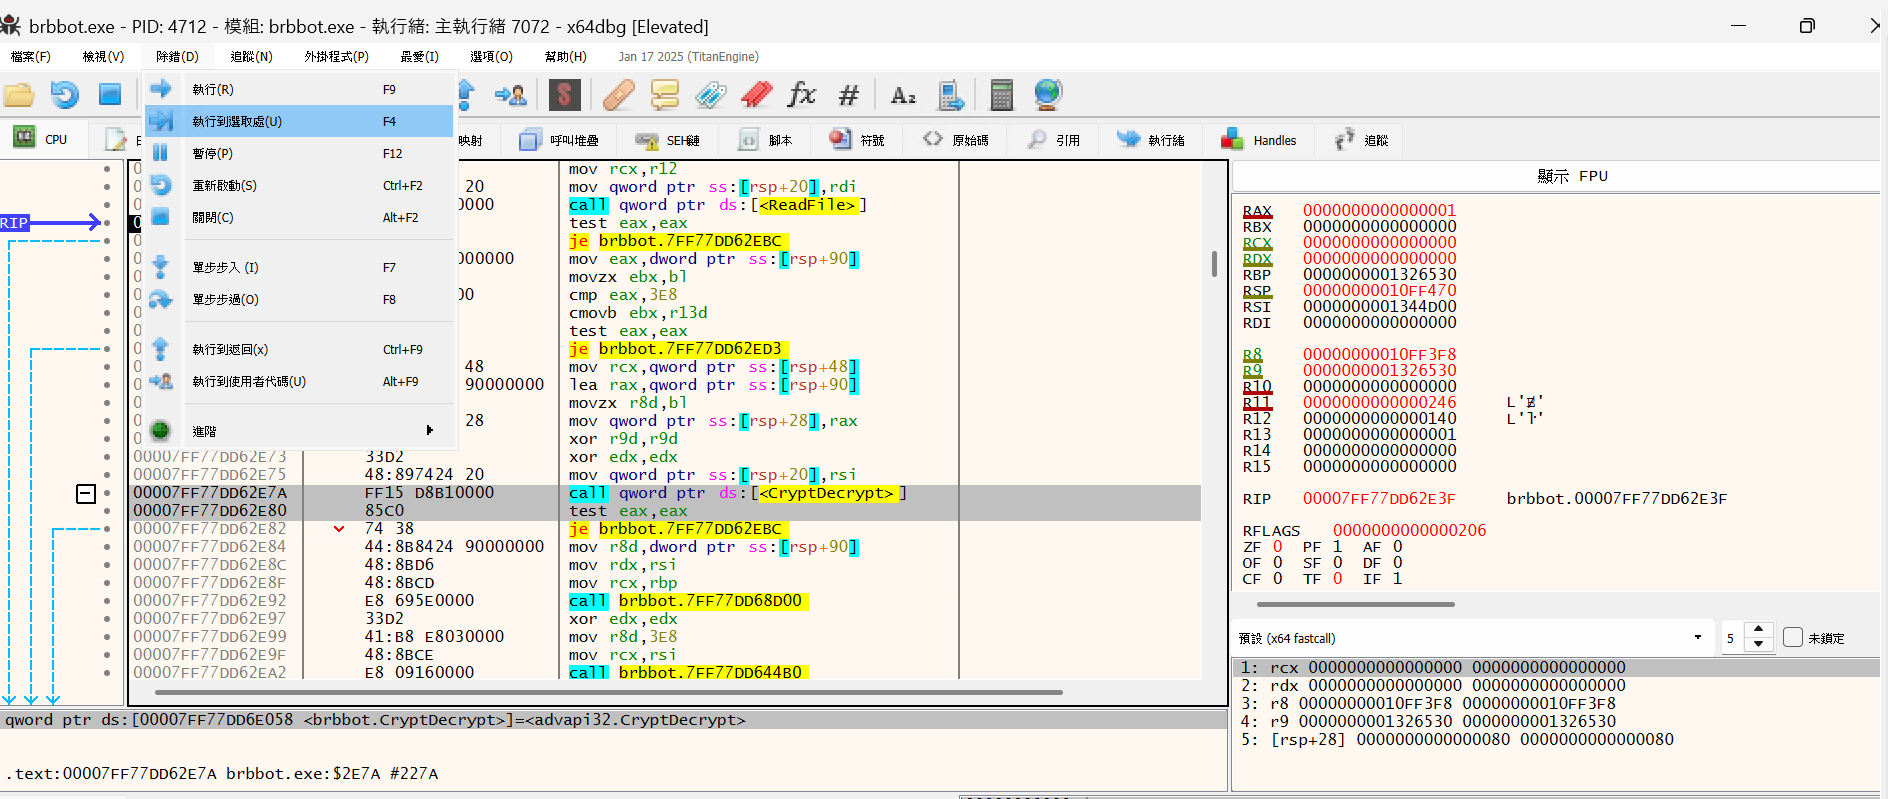 brbbot.exe - PID: 4712 - 模組: brbbot.exe - 執行緒: 主執行緒 7072 - x64dbg [Elevated]
檔案(F) 檢視(V) 除錯(D) 追蹤(N) 外掛程式(P) 最愛(I) 選項(O) 幫助(H) Jan 17 2025 (TitanEngine)
執行(R) F9
執行到選取處(U) F4
暫停(P) F12
重新啟動(S) Ctrl+F2
關閉(C) Alt+F2
單步步入 (I) F7
單步步過(O) F8
執行到返回(x) Ctrl+F9
執行到使用者代碼(U) Alt+F9
進階
CPU 映射 呼叫堆疊 SEH鏈 腳本 符號 原始碼 引用 執行緒 Handles 追蹤
RIP
mov rcx,r12
20 mov qword ptr ss:[rsp+20],rdi
0000 call qword ptr ds:[<ReadFile>]
test eax,eax
je brbbot.7FF77DD62EBC
000000 mov eax,dword ptr ss:[rsp+90]
movzx ebx,bl
00 cmp eax,3E8
cmovb ebx,r13d
test eax,eax
je brbbot.7FF77DD62ED3
48 mov rcx,qword ptr ss:[rsp+48]
90000000 lea rax,qword ptr ss:[rsp+90]
movzx r8d,bl
28 mov qword ptr ss:[rsp+28],rax
xor r9d,r9d
00007FF77DD62E73 33D2 xor edx,edx
00007FF77DD62E75 48:897424 20 mov qword ptr ss:[rsp+20],rsi
00007FF77DD62E7A FF15 D8B10000 call qword ptr ds:[<CryptDecrypt>]
00007FF77DD62E80 85C0 test eax,eax
00007FF77DD62E82 74 38 je brbbot.7FF77DD62EBC
00007FF77DD62E84 44:8B8424 90000000 mov r8d,dword ptr ss:[rsp+90]
00007FF77DD62E8C 48:8BD6 mov rdx,rsi
00007FF77DD62E8F 48:8BCD mov rcx,rbp
00007FF77DD62E92 E8 695E0000 call brbbot.7FF77DD68D00
00007FF77DD62E97 33D2 xor edx,edx
00007FF77DD62E99 41:B8 E8030000 mov r8d,3E8
00007FF77DD62E9F 48:8BCE mov rcx,rsi
00007FF77DD62EA2 E8 09160000 call brbbot.7FF77DD644B0
qword ptr ds:[00007FF77DD6E058 <brbbot.CryptDecrypt>]=<advapi32.CryptDecrypt>
.text:00007FF77DD62E7A brbbot.exe:$2E7A #227A
顯示 FPU
RAX 0000000000000001
RBX 0000000000000000
RCX 0000000000000000
RDX 0000000000000000
RBP 0000000001326530
RSP 00000000010FF470
RSI 0000000001344D00
RDI 0000000000000000
R8 00000000010FF3F8
R9 0000000001326530
R10 0000000000000000
R11 0000000000000246
R12 0000000000000140
R13 0000000000000001
R14 0000000000000000
R15 0000000000000000
RIP 00007FF77DD62E3F brbbot.00007FF77DD62E3F
RFLAGS 0000000000000206
ZF 0 PF 1 AF 0
OF 0 SF 0 DF 0
CF 0 TF 0 IF 1
預設 (x64 fastcall) 5 未鎖定
1: rcx 0000000000000000 0000000000000000
2: rdx 0000000000000000 0000000000000000
3: r8 00000000010FF3F8 00000000010FF3F8
4: r9 0000000001326530 0000000001326530
5: [rsp+28] 0000000000000080 0000000000000080